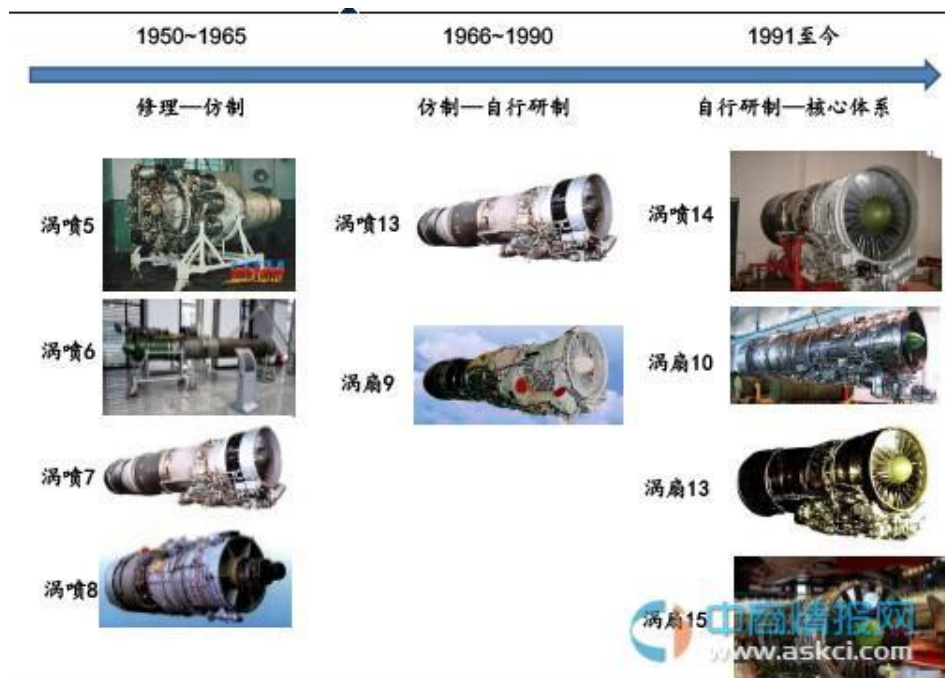 1950~1965
1966~1990
1991至今
修理—仿制
仿制—自行研制
自行研制—核心体系
涡喷5
涡喷13
涡喷14
涡喷6
涡扇9
涡扇10
涡喷7
涡扇13
涡喷8
涡扇15
中商情报网
www.askci.com